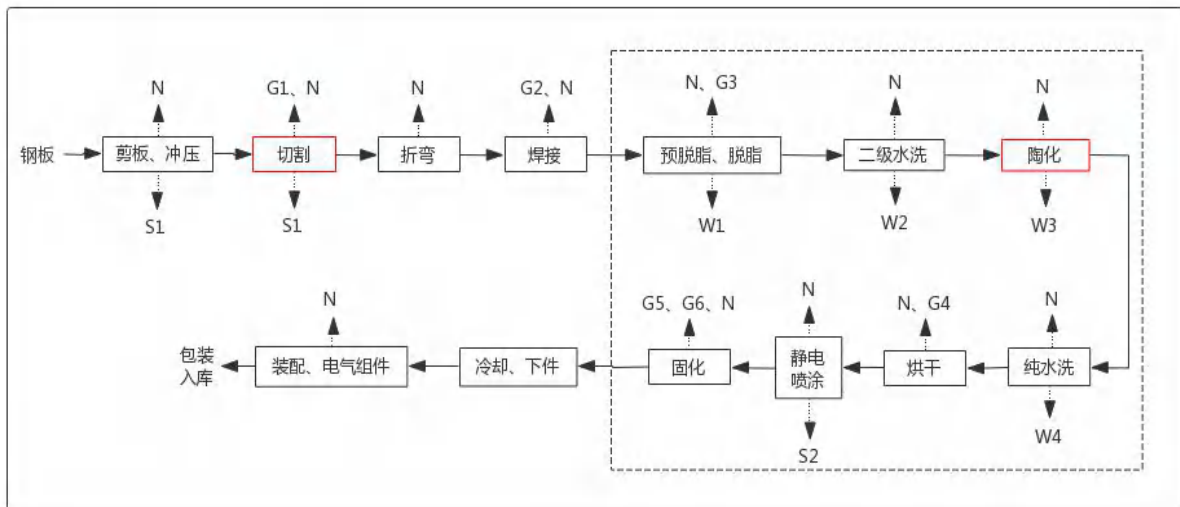 N
G1、N
N
G2、N
N、G3
N
N
钢板
剪板、冲压
切割
折弯
焊接
预脱脂、脱脂
二级水洗
陶化
S1
S1
W1
W2
W3
N
G5、G6、N
N
N、G4
N
包装
入库
装配、电气组件
冷却、下件
固化
静电
喷涂
烘干
纯水洗
S2
W4